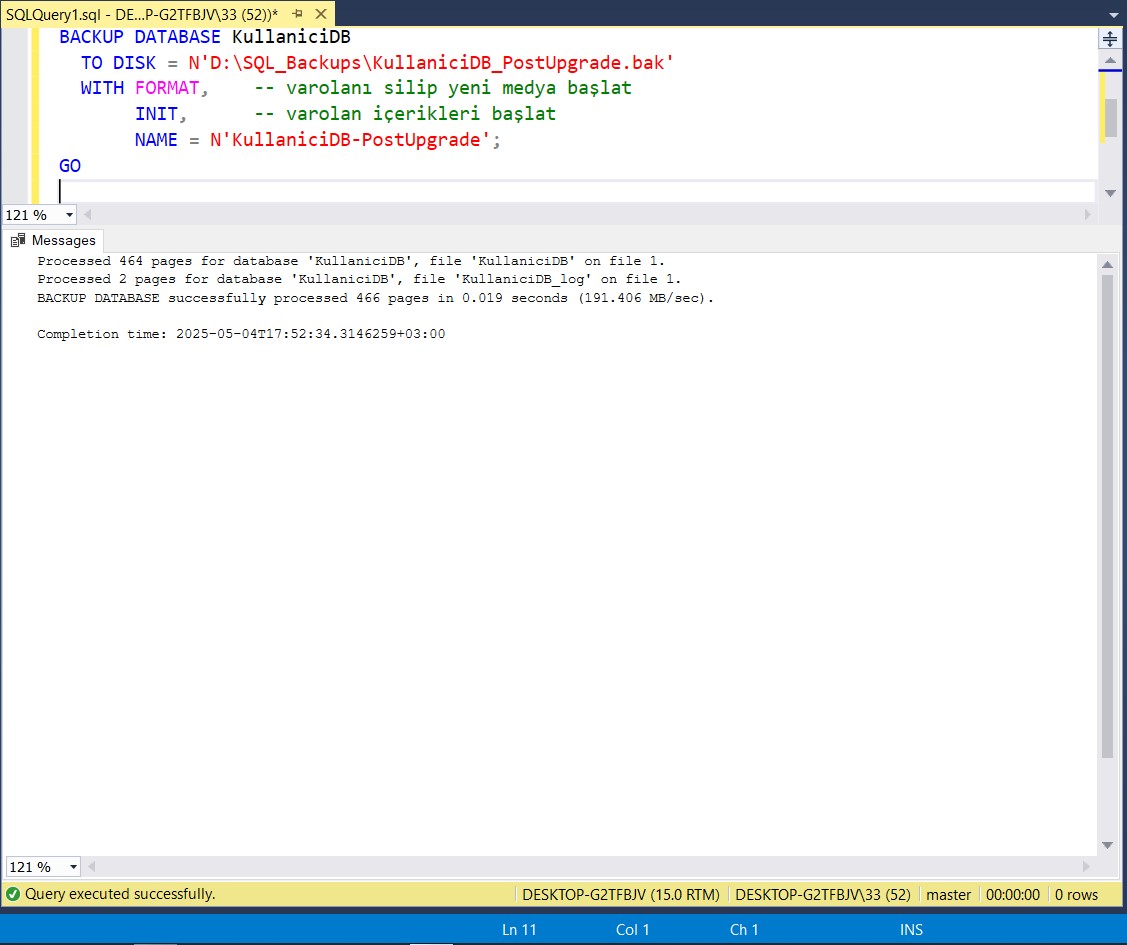 SQLQuery1.sql - DE...P-G2TFBJV\33 (52))*
BACKUP DATABASE KullaniciDB
TO DISK = N'D:\SQL_Backups\KullaniciDB_PostUpgrade.bak'
WITH FORMAT, -- varolanı silip yeni medya başlat
INIT, -- varolan içerikleri başlat
NAME = N'KullaniciDB-PostUpgrade';
GO
121 %
Messages
Processed 464 pages for database 'KullaniciDB', file 'KullaniciDB' on file 1.
Processed 2 pages for database 'KullaniciDB', file 'KullaniciDB_log' on file 1.
BACKUP DATABASE successfully processed 466 pages in 0.019 seconds (191.406 MB/sec).
Completion time: 2025-05-04T17:52:34.3146259+03:00
121 %
Query executed successfully. DESKTOP-G2TFBJV (15.0 RTM) DESKTOP-G2TFBJV\33 (52) master 00:00:00 0 rows
Ln 11 Col 1 Ch 1 INS